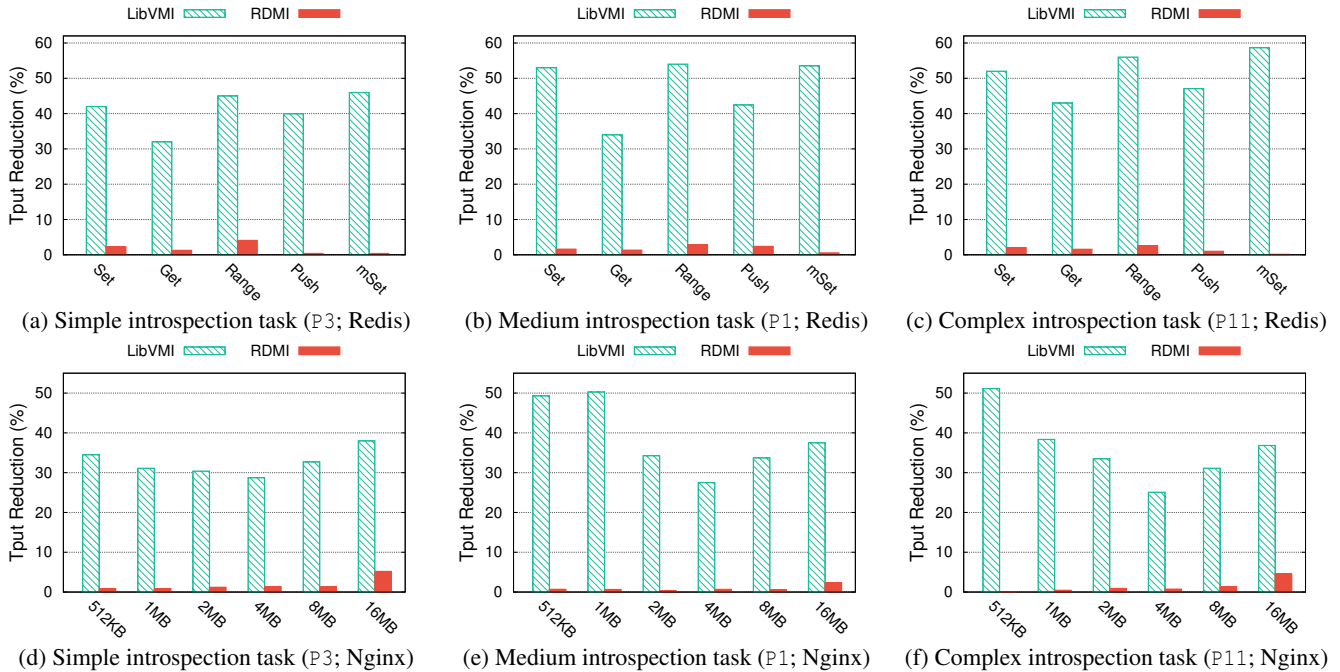 LibVMI RDMI
Tput Reduction (%)
60
50
40
30
20
10
0
Set Get Range Push mSet
(a) Simple introspection task (P3; Redis)
LibVMI RDMI
Tput Reduction (%)
60
50
40
30
20
10
0
Set Get Range Push mSet
(b) Medium introspection task (P1; Redis)
LibVMI RDMI
Tput Reduction (%)
60
50
40
30
20
10
0
Set Get Range Push mSet
(c) Complex introspection task (P11; Redis)
LibVMI RDMI
Tput Reduction (%)
50
40
30
20
10
0
512KB 1MB 2MB 4MB 8MB 16MB
(d) Simple introspection task (P3; Nginx)
LibVMI RDMI
Tput Reduction (%)
50
40
30
20
10
0
512KB 1MB 2MB 4MB 8MB 16MB
(e) Medium introspection task (P1; Nginx)
LibVMI RDMI
Tput Reduction (%)
50
40
30
20
10
0
512KB 1MB 2MB 4MB 8MB 16MB
(f) Complex introspection task (P11; Nginx)